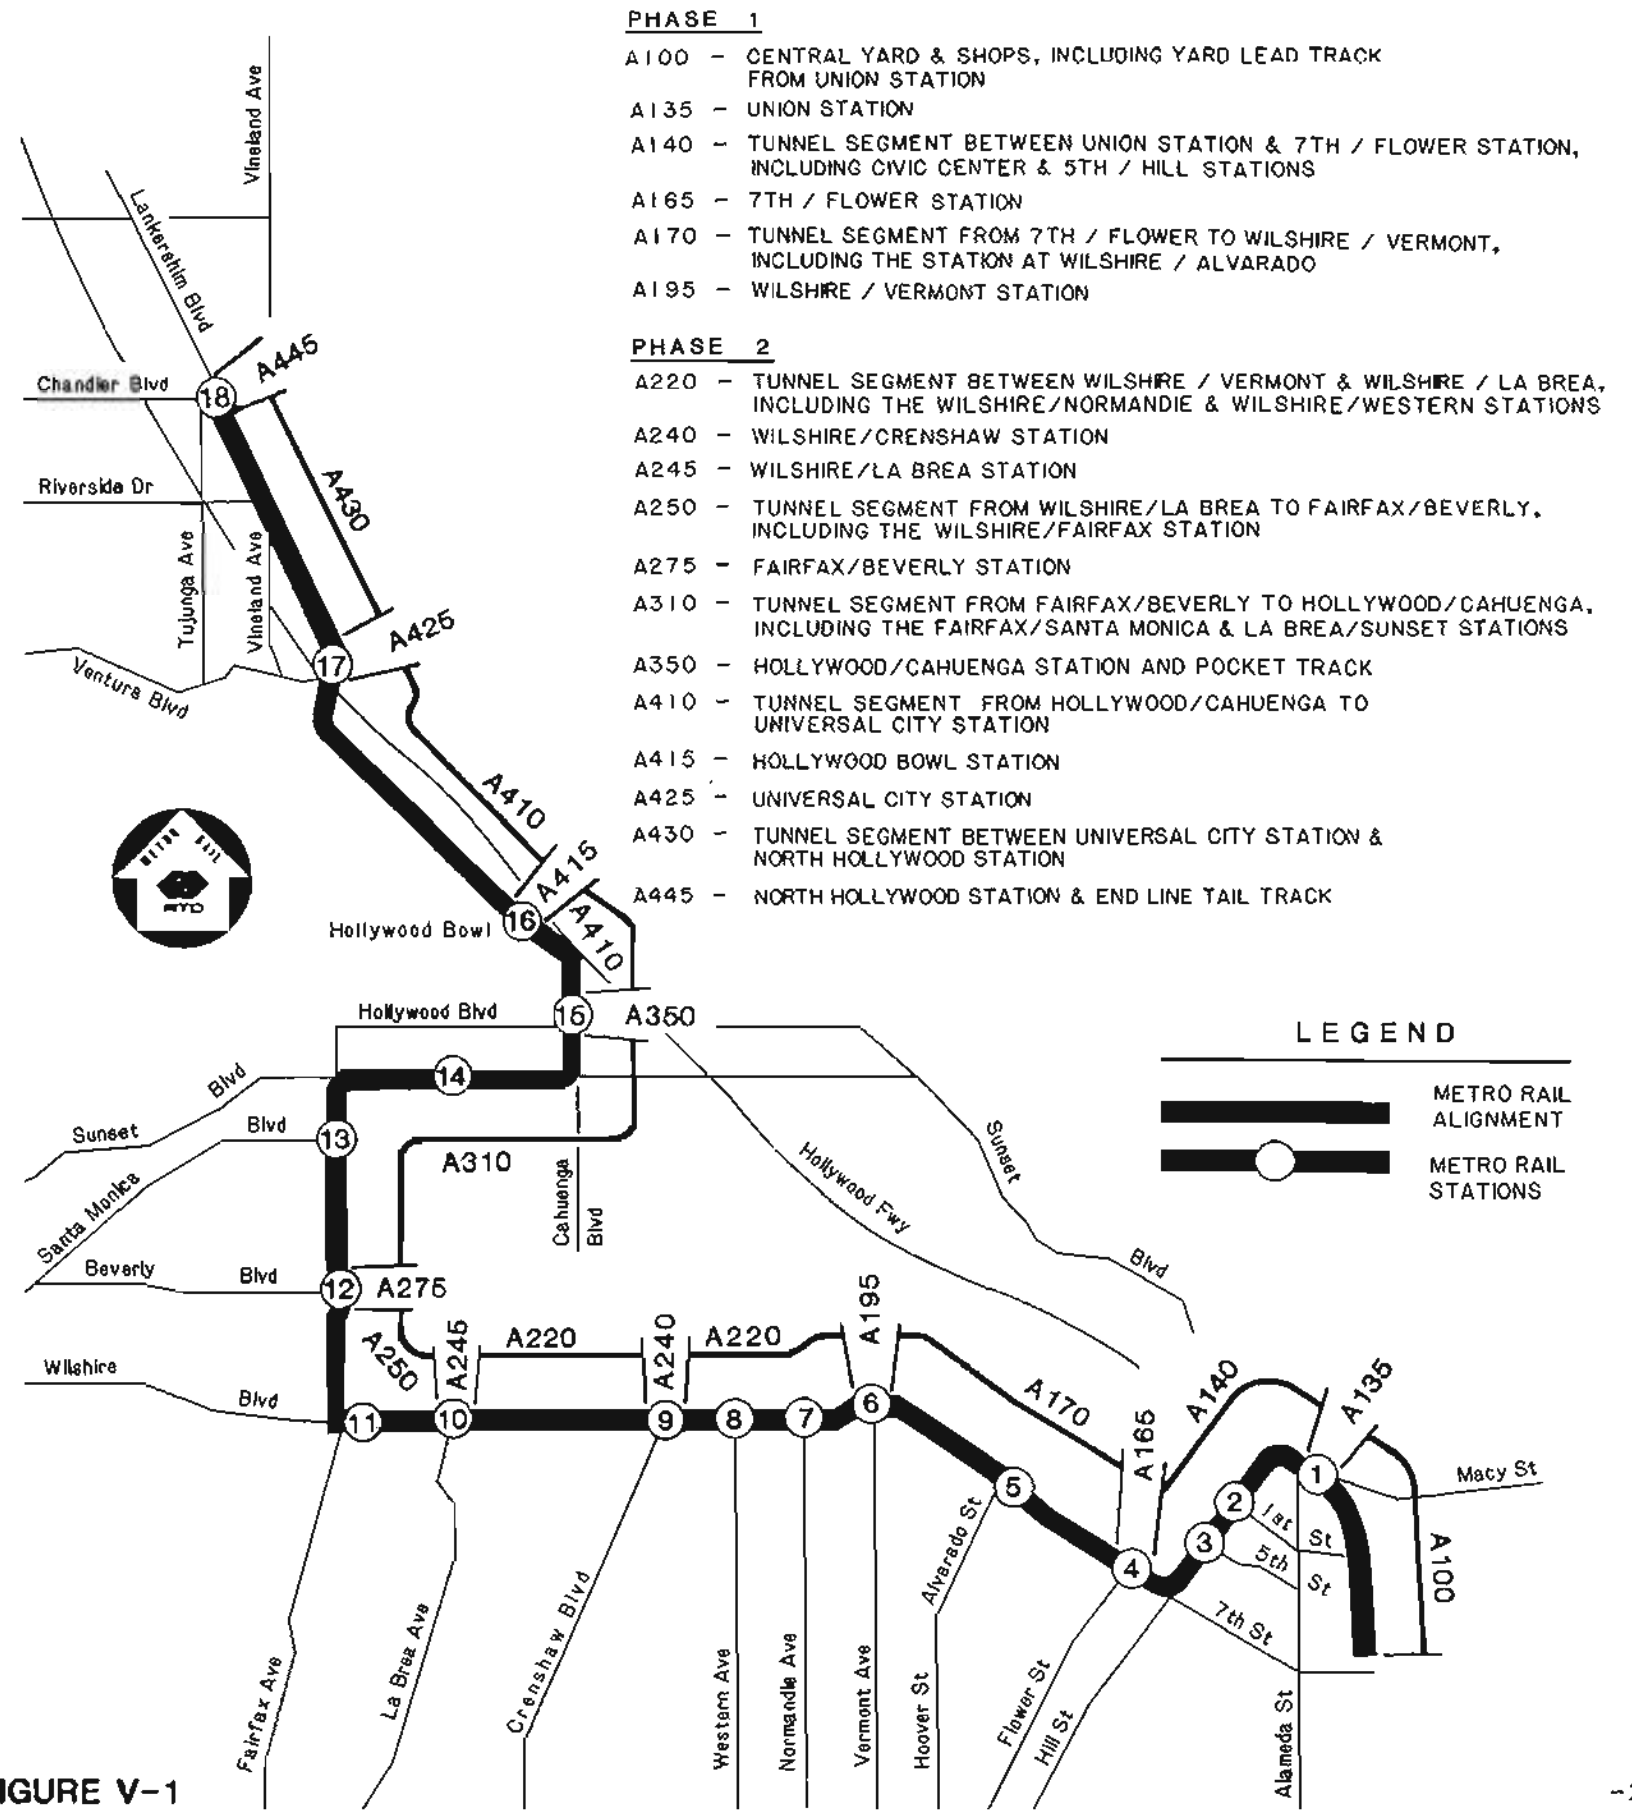 PHASE 1
A100 - CENTRAL YARD & SHOPS, INCLUDING YARD LEAD TRACK
FROM UNION STATION
A135 - UNION STATION
A140 - TUNNEL SEGMENT BETWEEN UNION STATION & 7TH / FLOWER STATION,
INCLUDING CIVIC CENTER & 5TH / HILL STATIONS
A165 - 7TH / FLOWER STATION
A170 - TUNNEL SEGMENT FROM 7TH / FLOWER TO WILSHIRE / VERMONT,
INCLUDING THE STATION AT WILSHIRE / ALVARADO
A195 - WILSHIRE / VERMONT STATION
PHASE 2
A220 - TUNNEL SEGMENT BETWEEN WILSHIRE / VERMONT & WILSHIRE / LA BREA,
INCLUDING THE WILSHIRE/NORMANDIE & WILSHIRE/WESTERN STATIONS
A240 - WILSHIRE/CRENSHAW STATION
A245 - WILSHIRE/LA BREA STATION
A250 - TUNNEL SEGMENT FROM WILSHIRE/LA BREA TO FAIRFAX/BEVERLY,
INCLUDING THE WILSHIRE/FAIRFAX STATION
A275 - FAIRFAX/BEVERLY STATION
A310 - TUNNEL SEGMENT FROM FAIRFAX/BEVERLY TO HOLLYWOOD/CAHUENGA,
INCLUDING THE FAIRFAX/SANTA MONICA & LA BREA/SUNSET STATIONS
A350 - HOLLYWOOD/CAHUENGA STATION AND POCKET TRACK
A410 - TUNNEL SEGMENT FROM HOLLYWOOD/CAHUENGA TO
UNIVERSAL CITY STATION
A415 - HOLLYWOOD BOWL STATION
A425 - UNIVERSAL CITY STATION
A430 - TUNNEL SEGMENT BETWEEN UNIVERSAL CITY STATION &
NORTH HOLLYWOOD STATION
A445 - NORTH HOLLYWOOD STATION & END LINE TAIL TRACK
LEGEND
METRO RAIL
ALIGNMENT
METRO RAIL
STATIONS
Vineland Ave
Lankershim Blvd
A445
Chandler Blvd
18
A430
Riverside Dr
Tujunga Ave
Vineland Ave
A425
17
Ventura Blvd
A410
METRO RAIL
RTD
A415
16
Hollywood Bowl
A410
Hollywood Blvd
15
A350
14
Sunset
Blvd
Blvd
13
Santa Monica
A310
Cahuenga
Blvd
Hollywood Fwy
Sunset
Blvd
Beverly
Blvd
12
A275
A250
A245
A220
A240
A220
A195
Wilshire
Blvd
11
10
9
8
7
6
A170
A165
A140
A135
5
4
3
2
1
Macy St
1st
St
5th
St
7th St
A100
Fairfax Ave
La Brea Ave
Crenshaw Blvd
Western Ave
Normandie Ave
Vermont Ave
Alvarado St
Hoover St
Flower St
Hill St
Alameda St
IGURE V-1